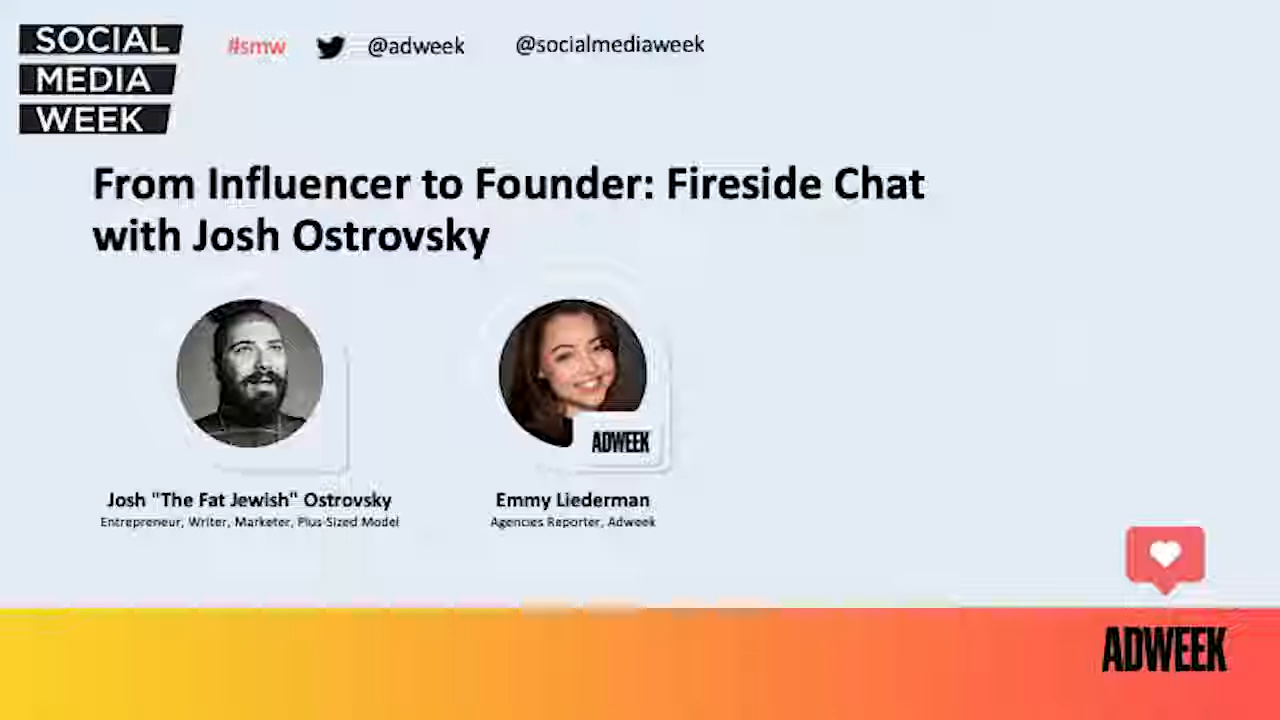 SOCIAL
MEDIA
WEEK
#smw @adweek @socialmediaweek
From Influencer to Founder: Fireside Chat
with Josh Ostrovsky
ADWEEK
Josh "The Fat Jewish" Ostrovsky
Entrepreneur, Writer, Marketer, Plus-Sized Model
Emmy Liederman
Agencies Reporter, Adweek
ADWEEK